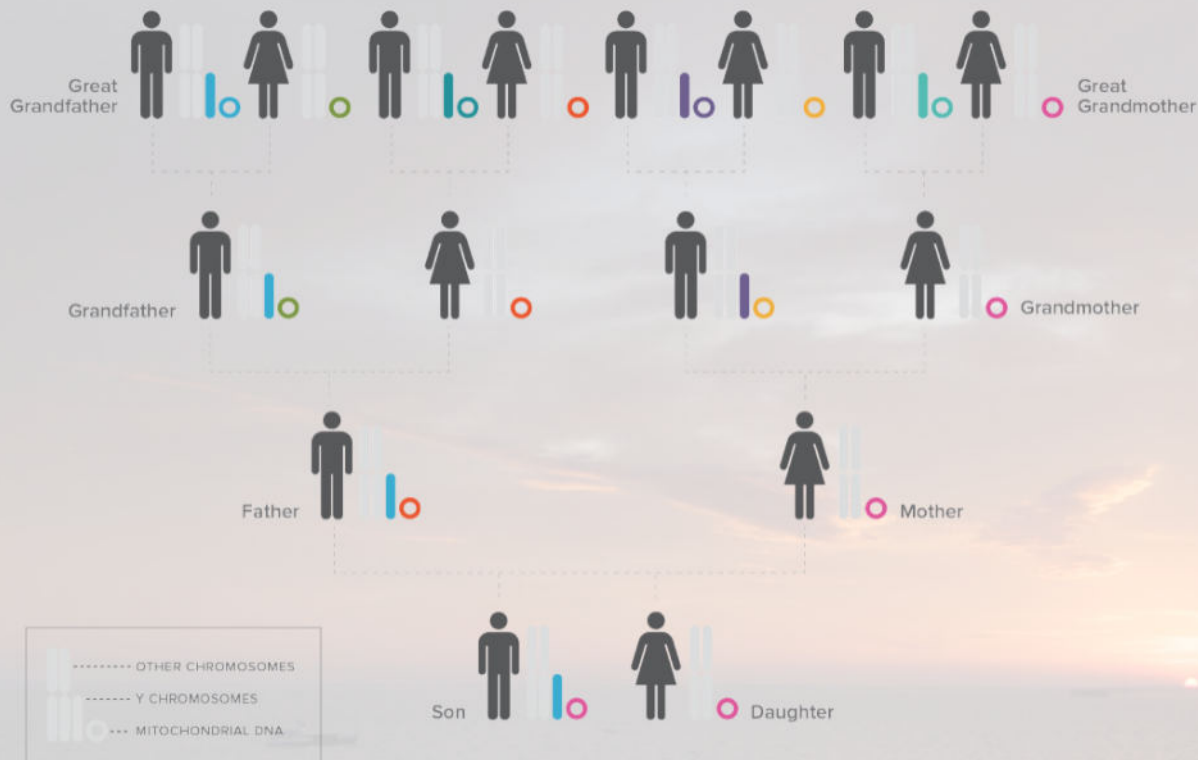 Great
Grandfather
Great
Grandmother
Grandfather
Grandmother
Father
Mother
OTHER CHROMOSOMES
Y CHROMOSOMES
MITOCHONDRIAL DNA
Son
Daughter